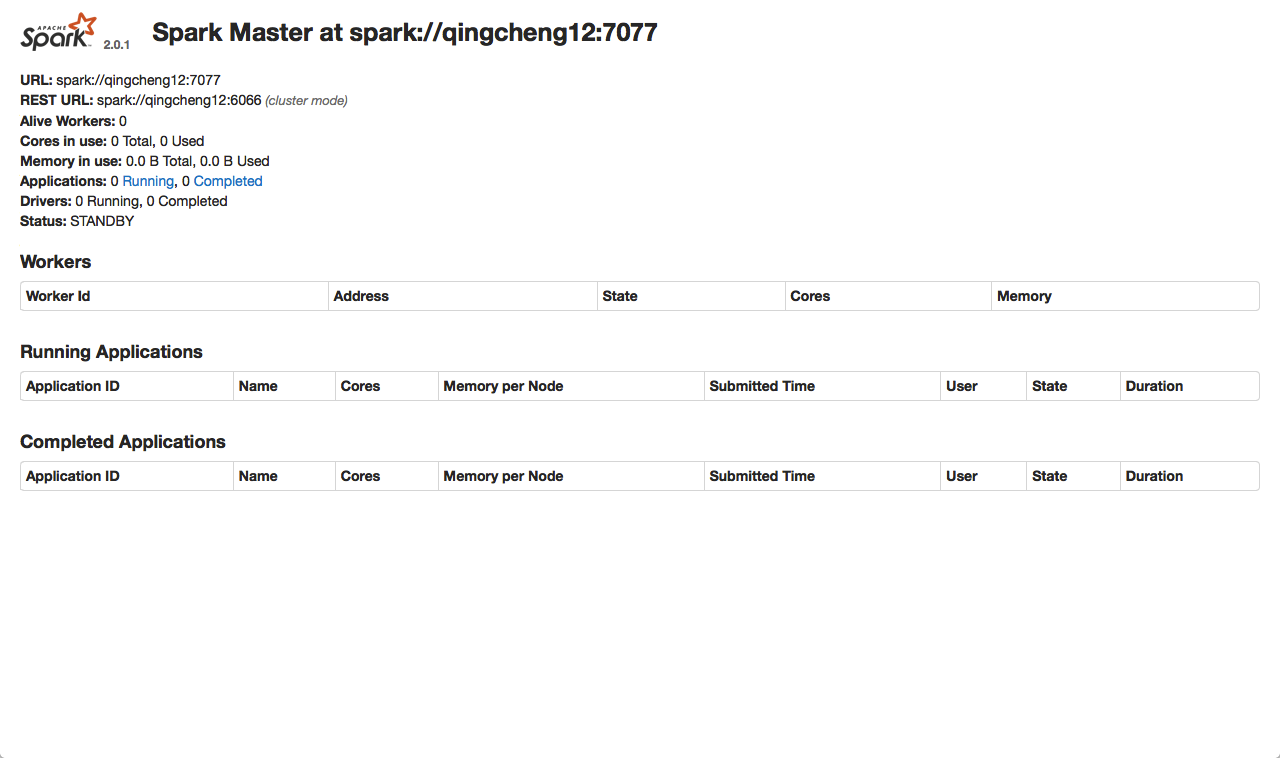 APACHE
Spark™ 2.0.1
Spark Master at spark://qingcheng12:7077
URL: spark://qingcheng12:7077
REST URL: spark://qingcheng12:6066 (cluster mode)
Alive Workers: 0
Cores in use: 0 Total, 0 Used
Memory in use: 0.0 B Total, 0.0 B Used
Applications: 0 Running, 0 Completed
Drivers: 0 Running, 0 Completed
Status: STANDBY
Workers
Worker Id Address State Cores Memory
Running Applications
Application ID Name Cores Memory per Node Submitted Time User State Duration
Completed Applications
Application ID Name Cores Memory per Node Submitted Time User State Duration